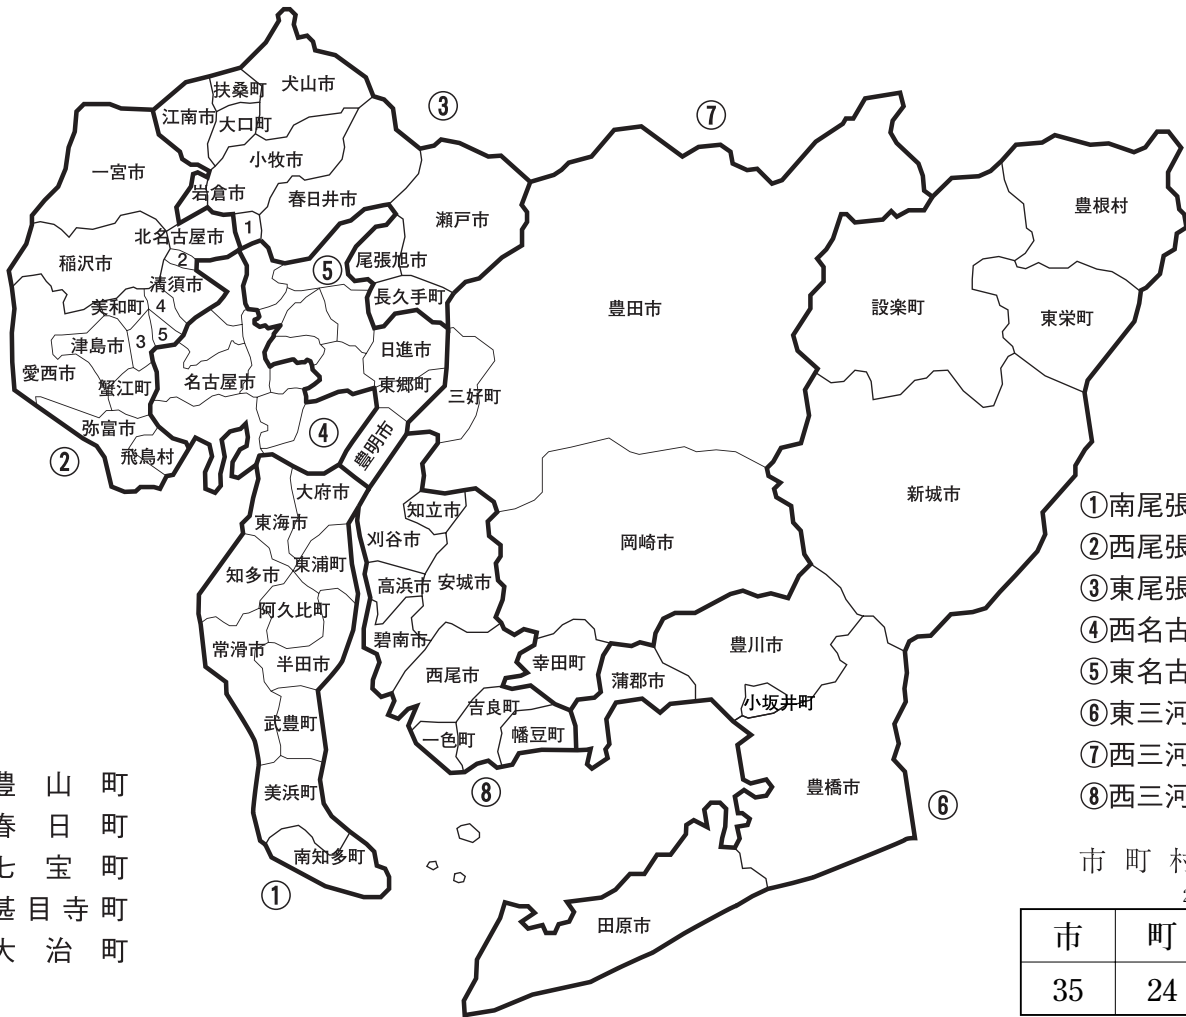 扶桑町
犬山市
③
⑦
江南市
大口町
小牧市
一宮市
岩倉市
春日井市
瀬戸市
豊根村
北名古屋市
1
稲沢市
2
⑤
尾張旭市
清須市
長久手町
美和町
4
豊田市
設楽町
東栄町
津島市
3
5
日進市
愛西市
蟹江町
名古屋市
東郷町
三好町
弥富市
④
豊明市
②
飛島村
大府市
新城市
知立市
東海市
刈谷市
岡崎市
東浦町
知多市
高浜市
安城市
阿久比町
碧南市
常滑市
半田市
豊川市
西尾市
幸田町
蒲郡市
吉良町
小坂井町
武豊町
一色町
幡豆町
美浜町
⑧
豊橋市
⑥
南知多町
①
田原市
①南尾張
②西尾張
③東尾張
④西名古
⑤東名古
⑥東三河
⑦西三河
⑧西三河
豊山町
春日町
七宝町
甚目寺町
大治町
市町村
市 町
35 24